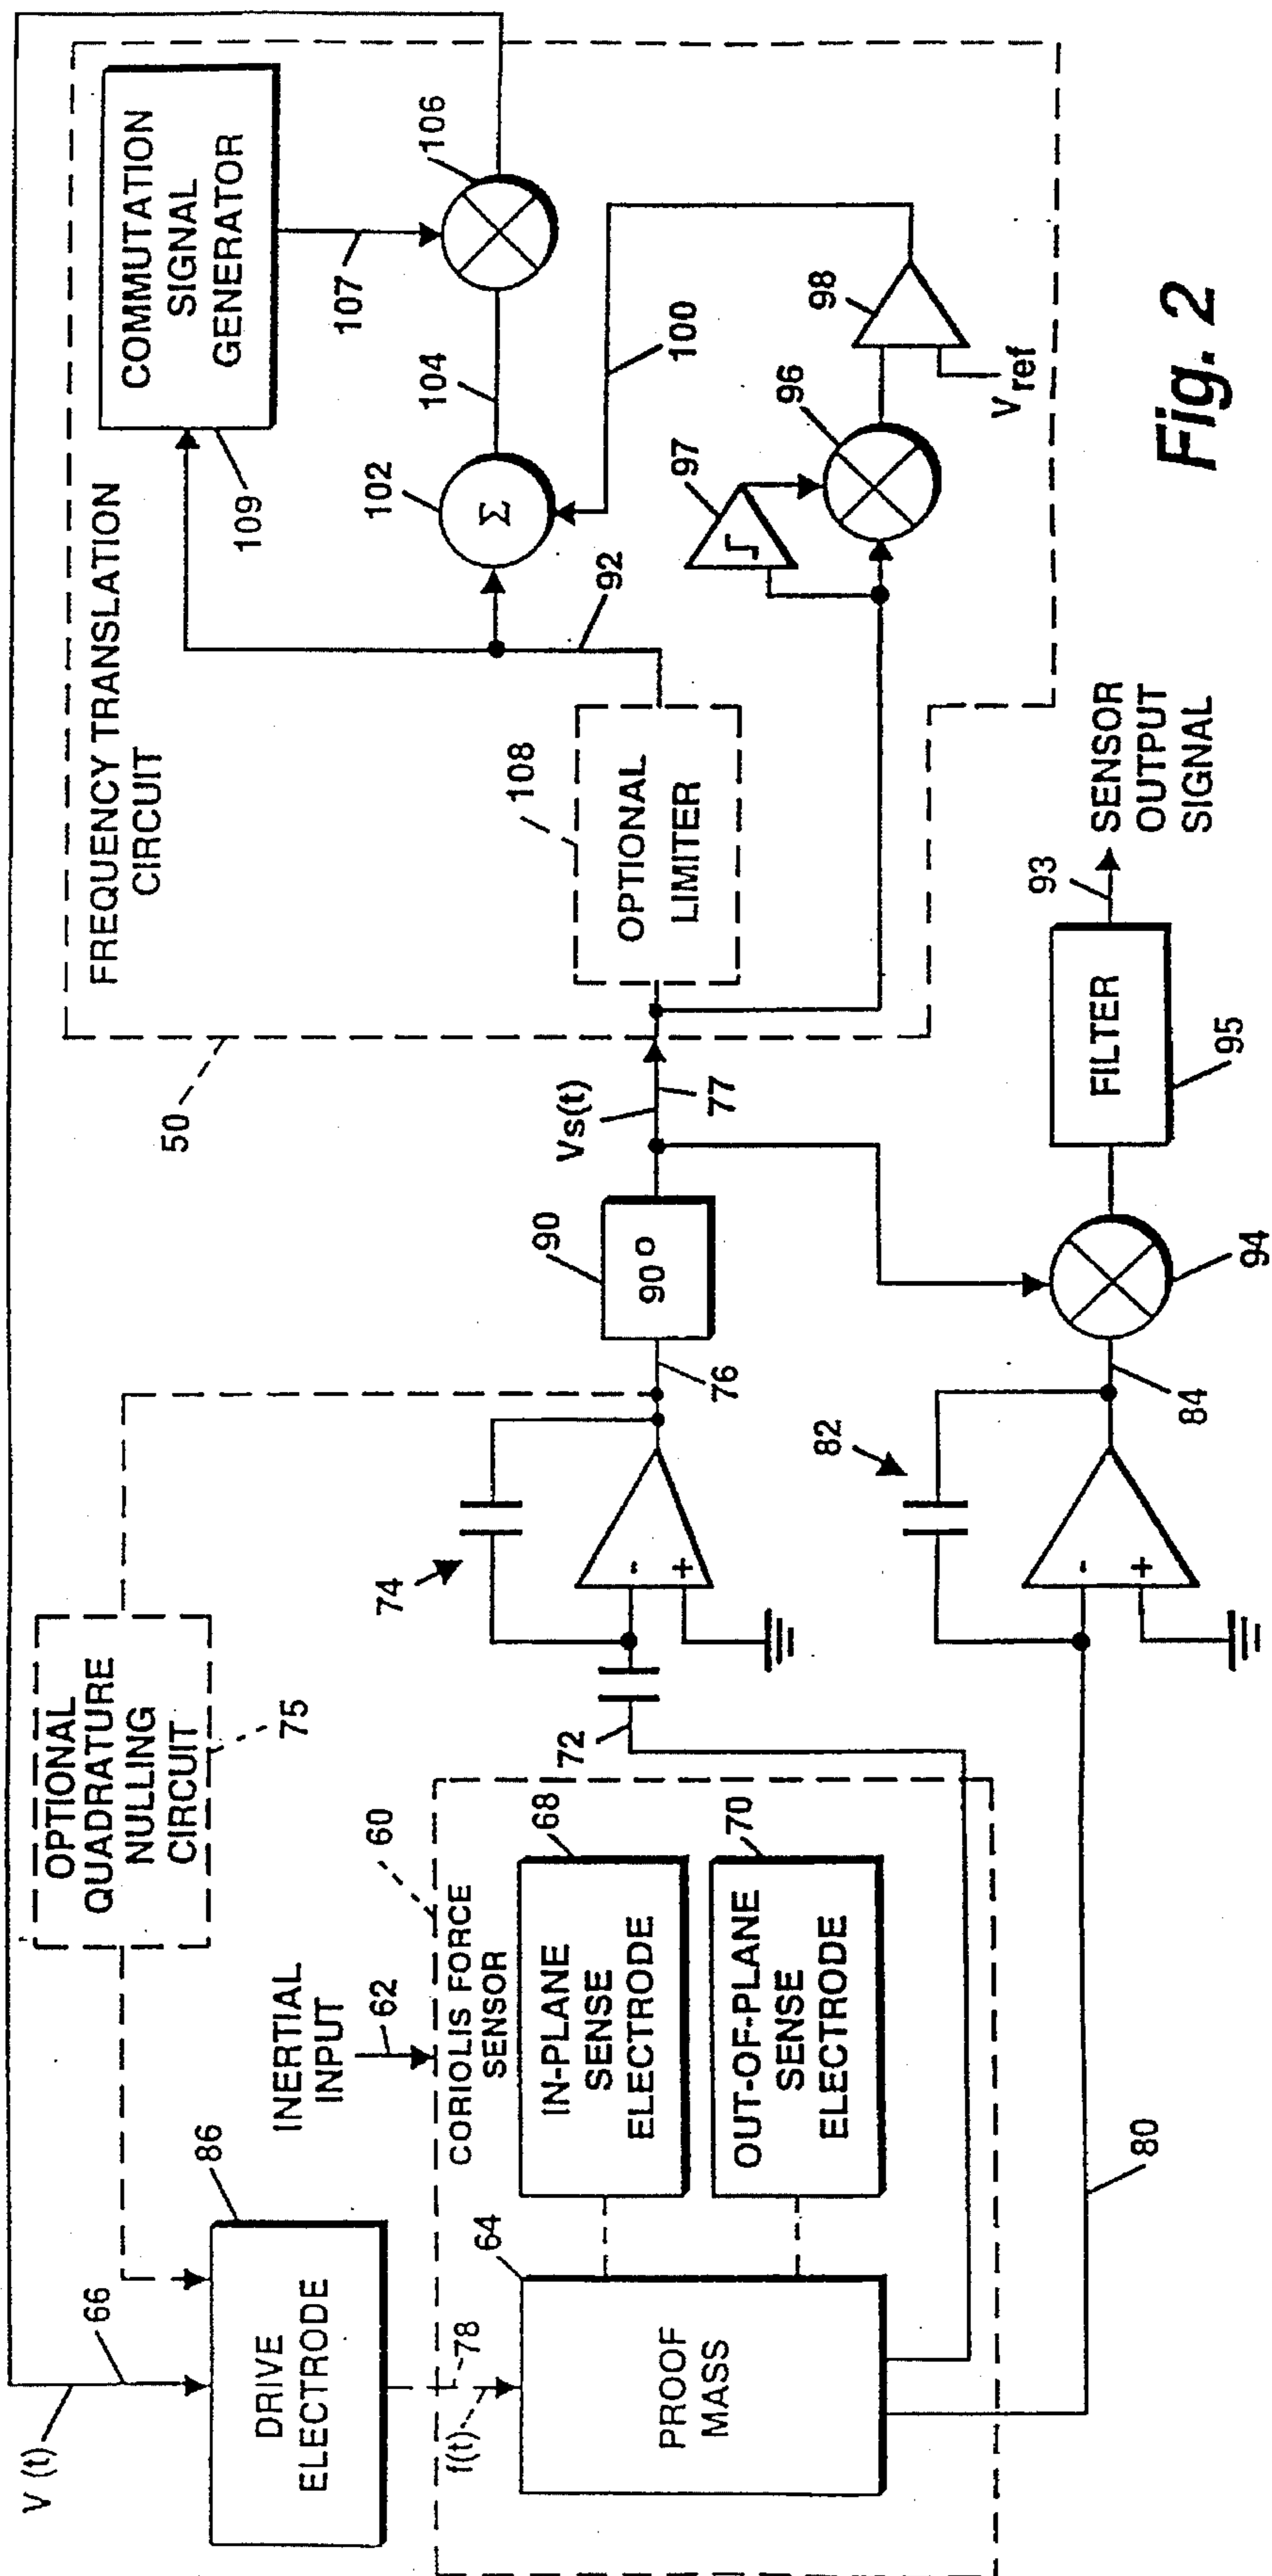 V (t)
66
86
DRIVE
ELECTRODE
f(t)
78
INERTIAL
INPUT
62
OPTIONAL
QUADRATURE
NULLING
CIRCUIT
75
60
CORIOLIS FORCE
SENSOR
64
PROOF
MASS
68
IN-PLANE
SENSE
ELECTRODE
70
OUT-OF-PLANE
SENSE
ELECTRODE
72
74
-
+
76
80
82
-
+
84
90
90°
Vs(t)
77
50
FREQUENCY TRANSLATION
CIRCUIT
108
OPTIONAL
LIMITER
92
109
COMMUTATION
SIGNAL
GENERATOR
107
102
Σ
104
106
100
97
96
98
Vref
94
FILTER
95
93
SENSOR
OUTPUT
SIGNAL
Fig. 2